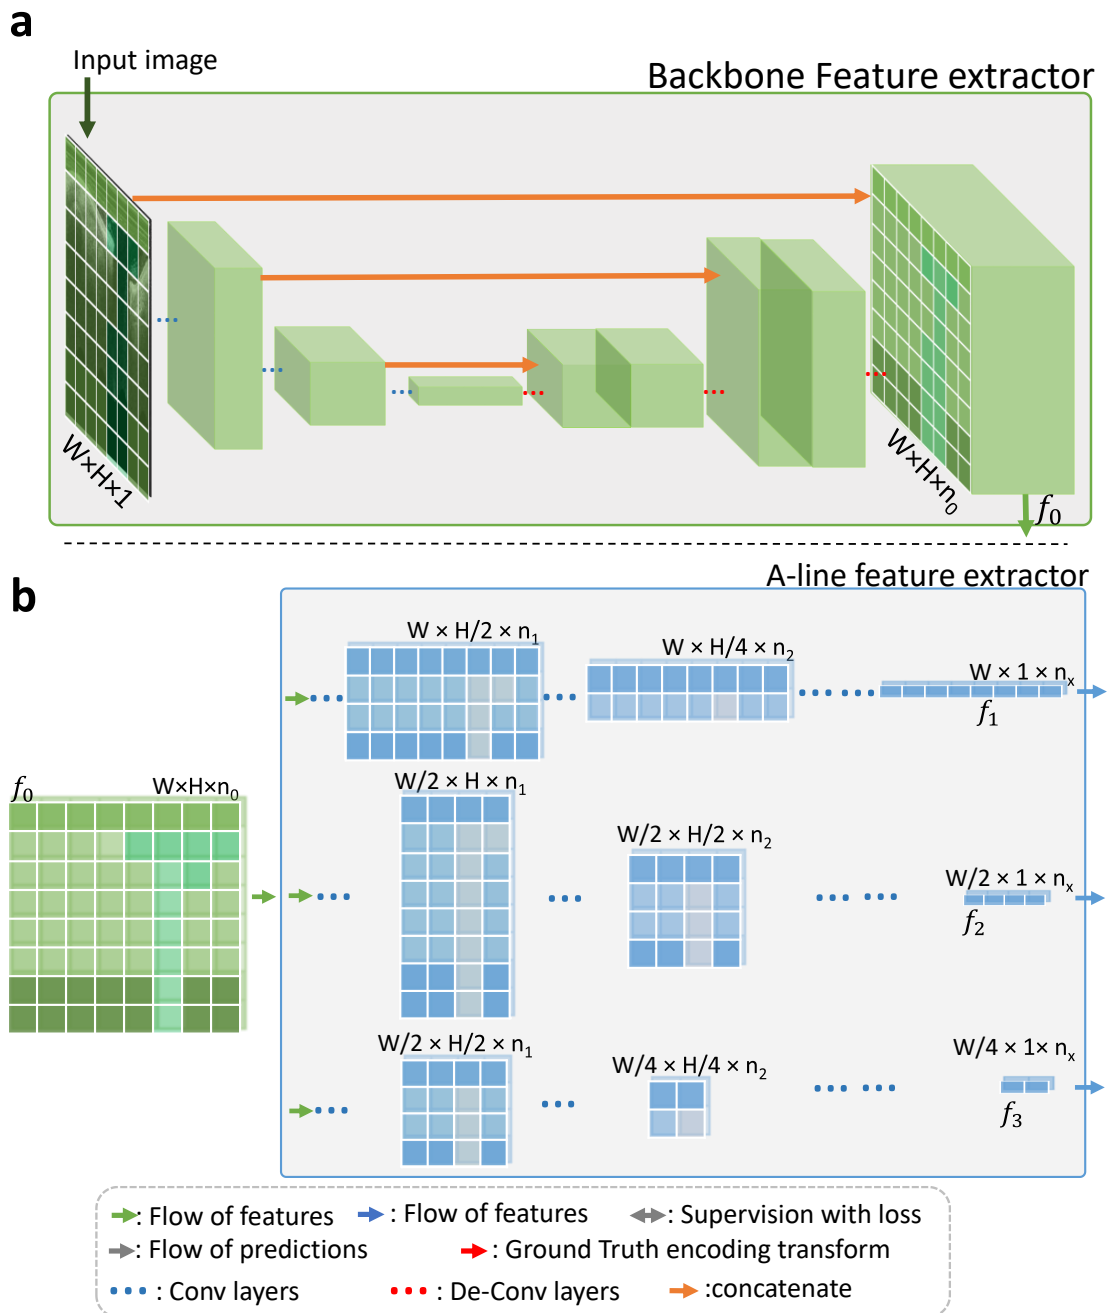 a
Input image
Backbone Feature extractor
W×H×1
W×H×n0
f0
A-line feature extractor
b
W × H/2 × n1
W × H/4 × n2
W × 1 × nx
f1
f0
W×H×n0
W/2 × H × n1
W/2 × H/2 × n2
W/2 × 1 × nx
f2
W/2 × H/2 × n1
W/4 × H/4 × n2
W/4 × 1× nx
f3
: Flow of features : Flow of features : Supervision with loss
: Flow of predictions : Ground Truth encoding transform
: Conv layers : De-Conv layers :concatenate